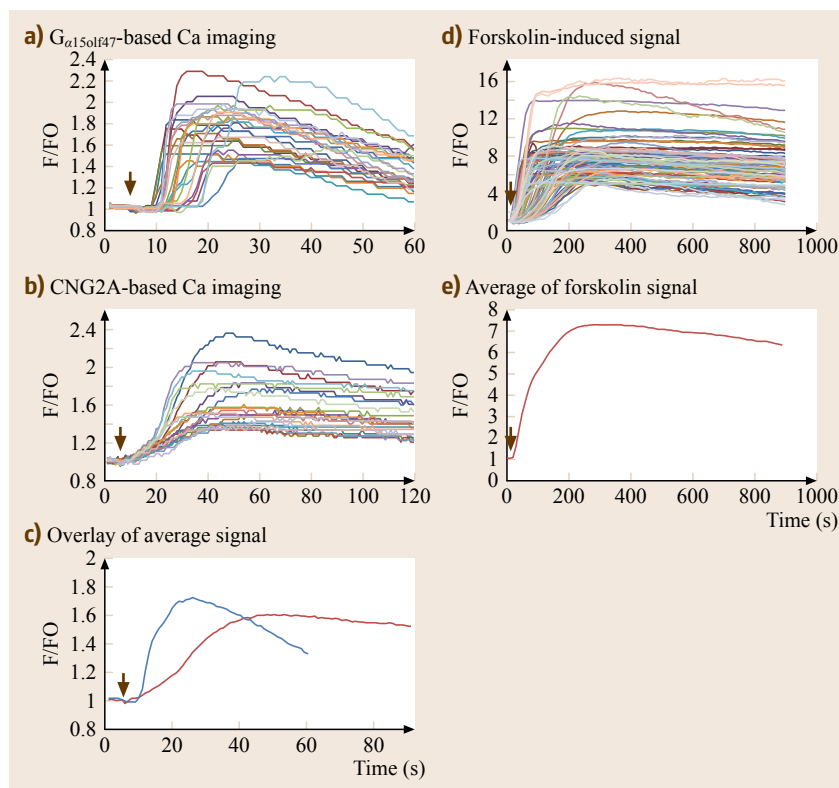 a) Gα15olf47-based Ca imaging
F/FO
2.4
2.2
2
1.8
1.6
1.4
1.2
1
0.8
0 10 20 30 40 50 60
b) CNG2A-based Ca imaging
F/FO
2.4
2
1.6
1.2
0.8
0 20 40 60 80 100 120
c) Overlay of average signal
F/FO
2
1.8
1.6
1.4
1.2
1
0.8
0 20 40 60 80
Time (s)
d) Forskolin-induced signal
F/FO
16
12
8
4
0
0 200 400 600 800 1000
e) Average of forskolin signal
F/FO
8
7
6
5
4
3
2
1
0
0 200 400 600 800 1000
Time (s)